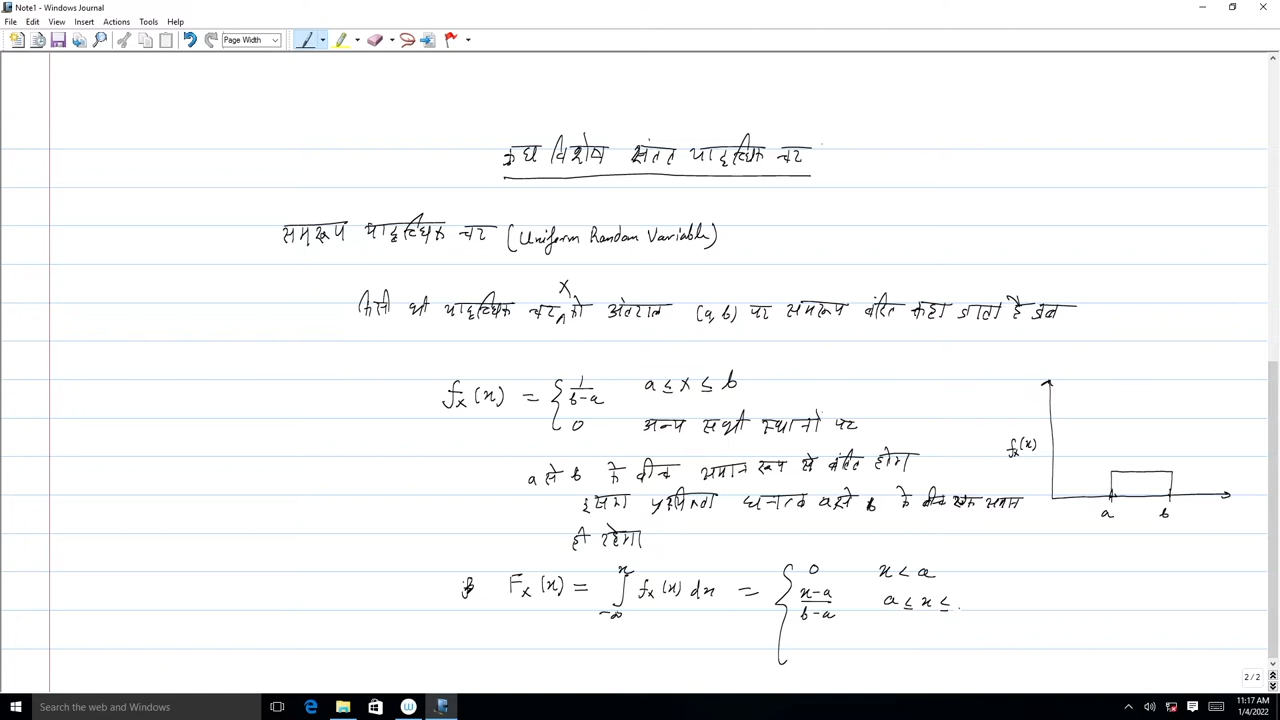 Note1 - Windows Journal
File Edit View Insert Actions Tools Help
Page Width
कुछ विशेष संतत यादृच्छिक चर
समरूप यादृच्छिक चर (Uniform Random Variable)
किसी भी यादृच्छिक चर X को अंतराल (a, b) पर समरूप बंटित कहा जाता है जब
fₓ(x) = { 1/(b-a) a ≤ x ≤ b
0 अन्य सभी स्थानों पर
a से b के बीच समान रूप से बंटित होगा
इसका प्रायिकता घनत्व a से b के बीच एक समान
ही रहेगा
fₓ(x)
a b
Fₓ(x) = ∫₋∞ˣ fₓ(x) dx = { 0 x < a
(x-a)/(b-a) a ≤ x ≤
2 / 2
Search the web and Windows
11:17 AM
1/4/2022